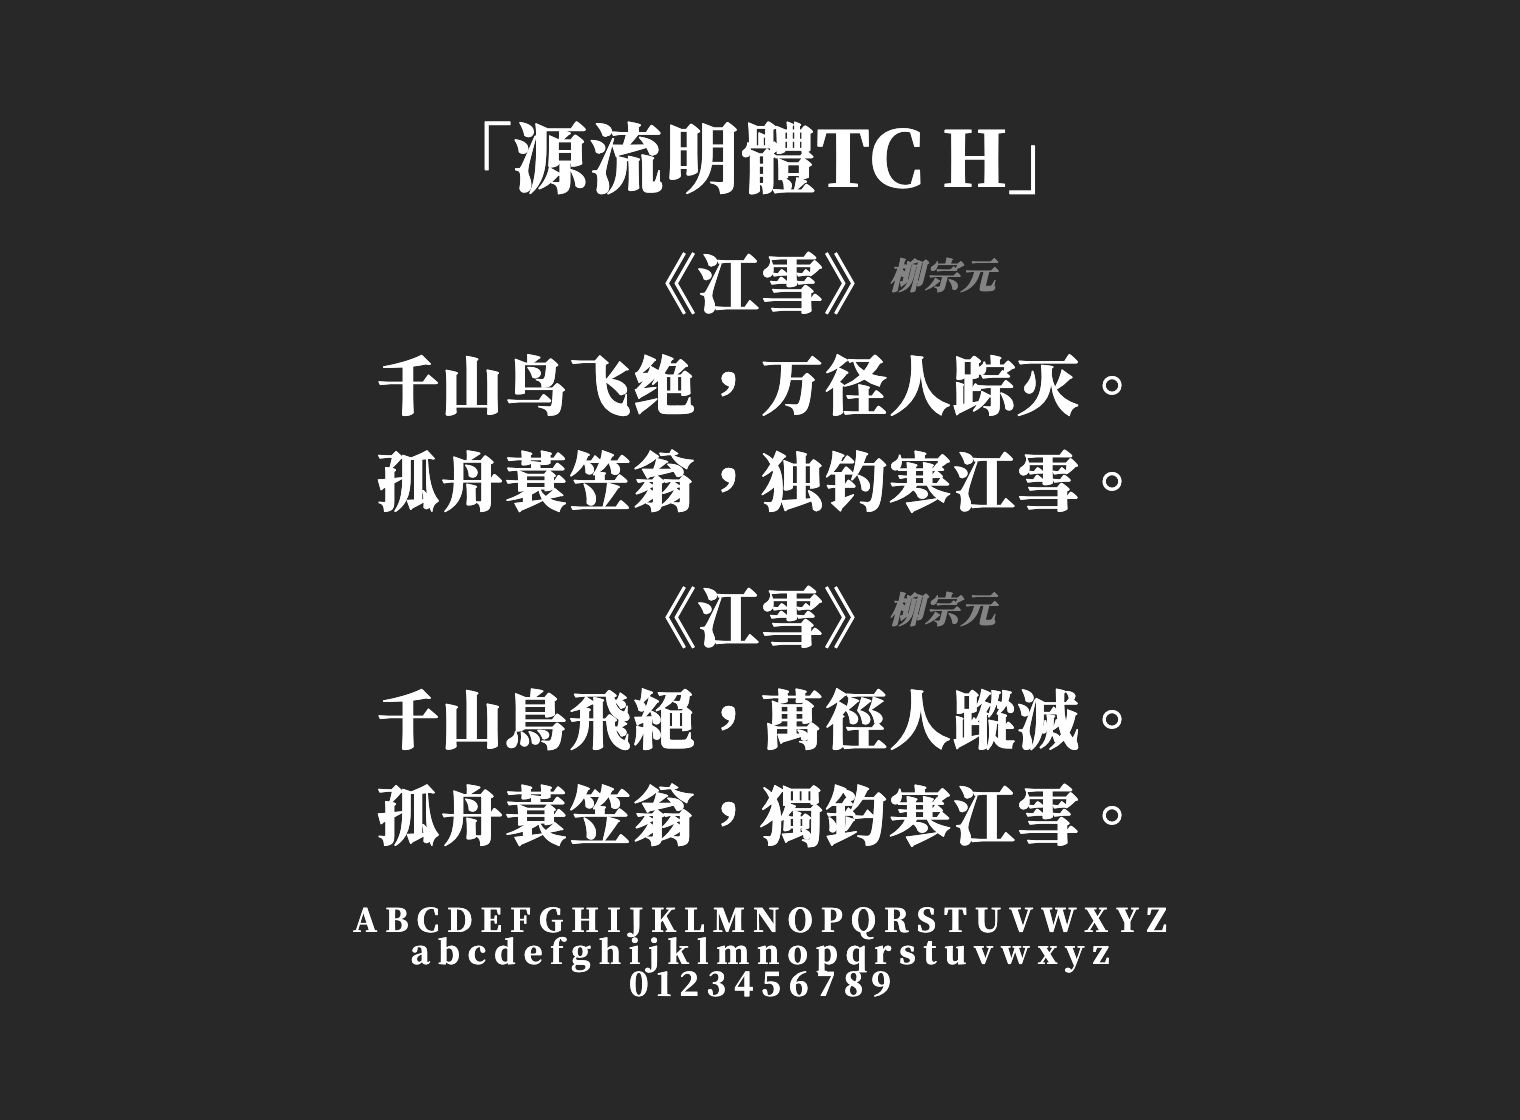 「源流明體TC H」
《江雪》 柳宗元
千山鸟飞绝，万径人踪灭。
孤舟蓑笠翁，独钓寒江雪。
《江雪》 柳宗元
千山鳥飛絕，萬徑人蹤滅。
孤舟蓑笠翁，獨釣寒江雪。
A B C D E F G H I J K L M N O P Q R S T U V W X Y Z
a b c d e f g h i j k l m n o p q r s t u v w x y z
0 1 2 3 4 5 6 7 8 9